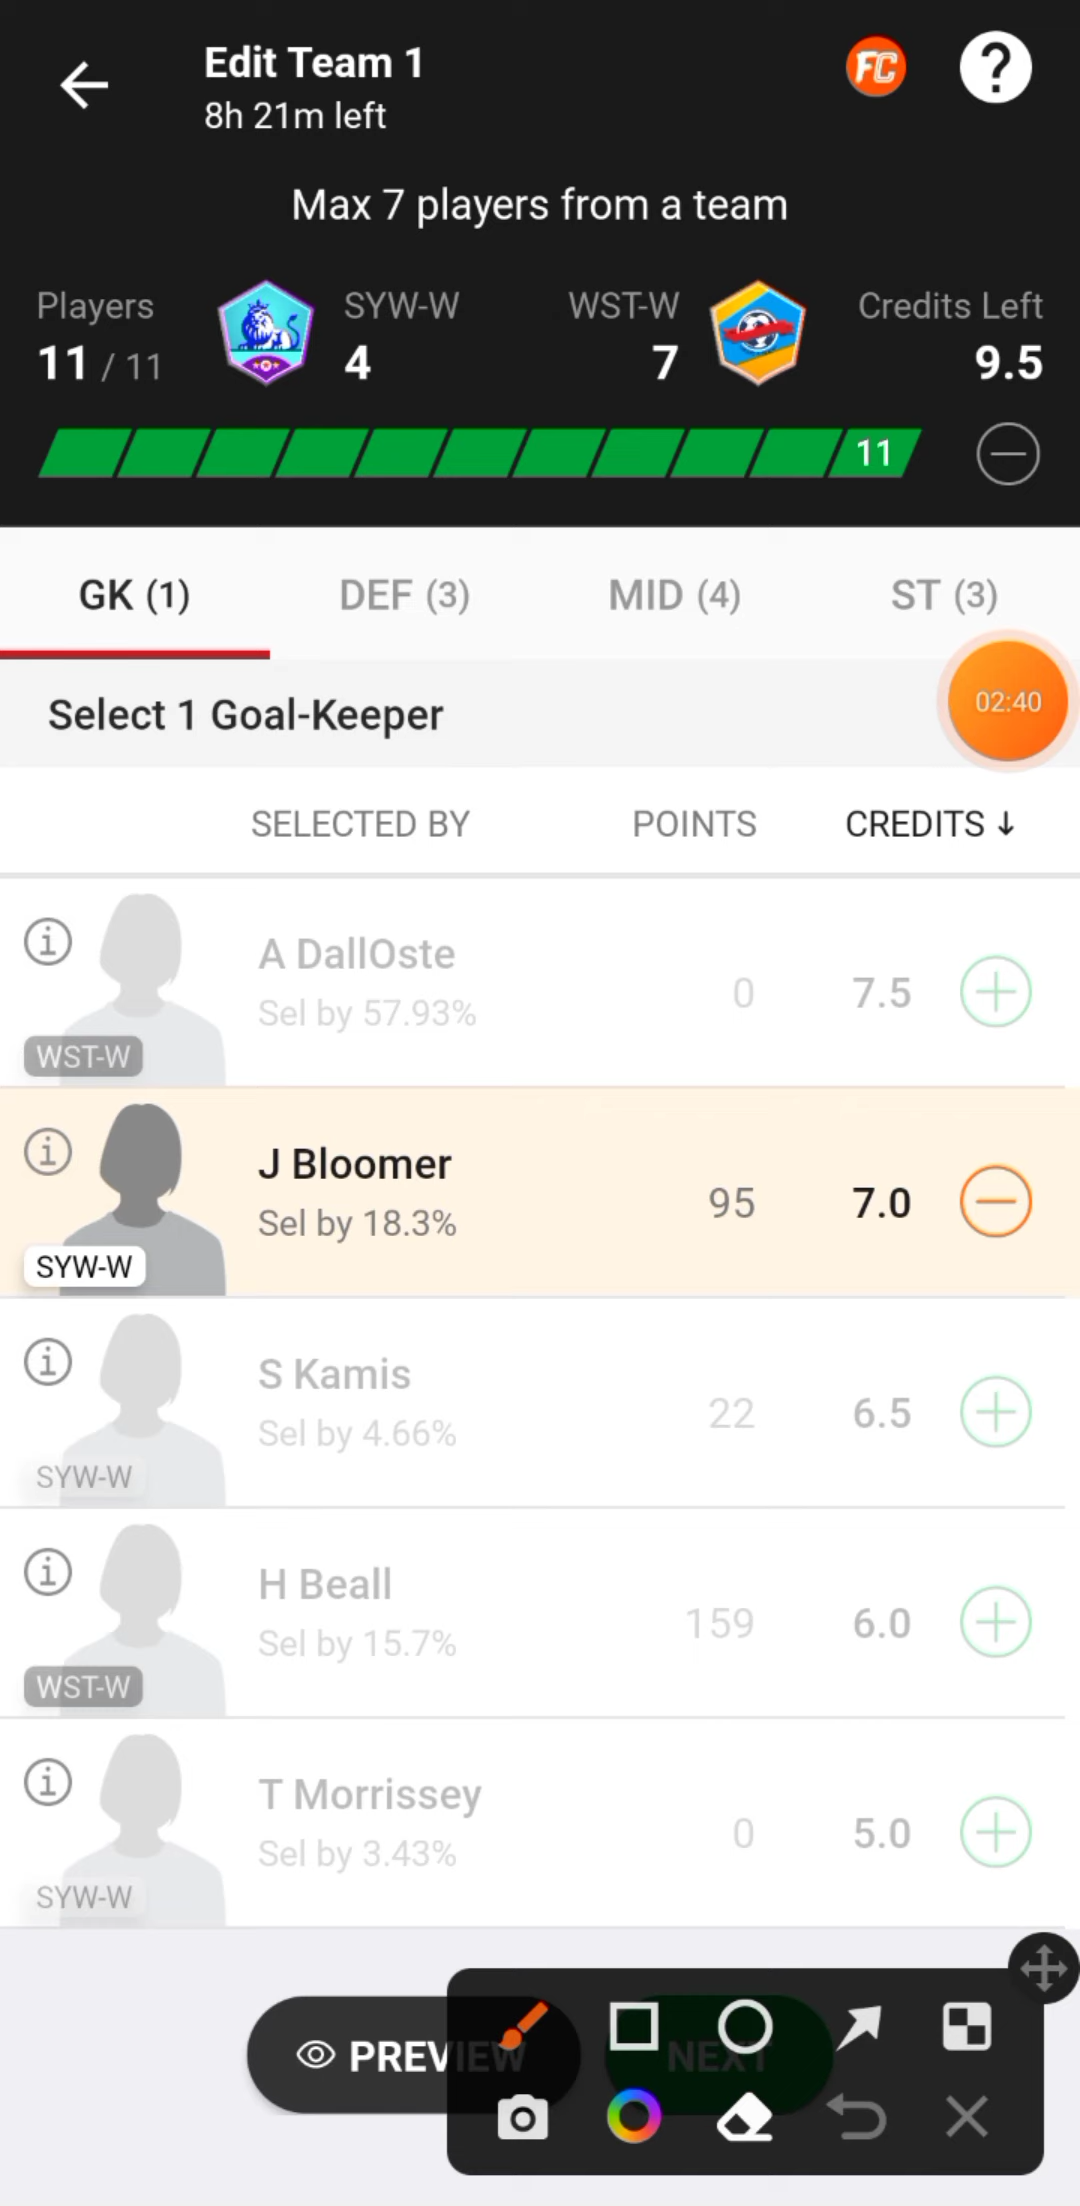 Edit Team 1
8h 21m left
FC
?
Max 7 players from a team
Players
11 / 11
SYW-W
4
WST-W
7
Credits Left
9.5
11
GK (1)
DEF (3)
MID (4)
ST (3)
Select 1 Goal-Keeper
02:40
SELECTED BY
POINTS
CREDITS ↓
A DallOste
Sel by 57.93%
0
7.5
WST-W
J Bloomer
Sel by 18.3%
95
7.0
SYW-W
S Kamis
Sel by 4.66%
22
6.5
SYW-W
H Beall
Sel by 15.7%
159
6.0
WST-W
T Morrissey
Sel by 3.43%
0
5.0
SYW-W
PREVIEW
NEXT